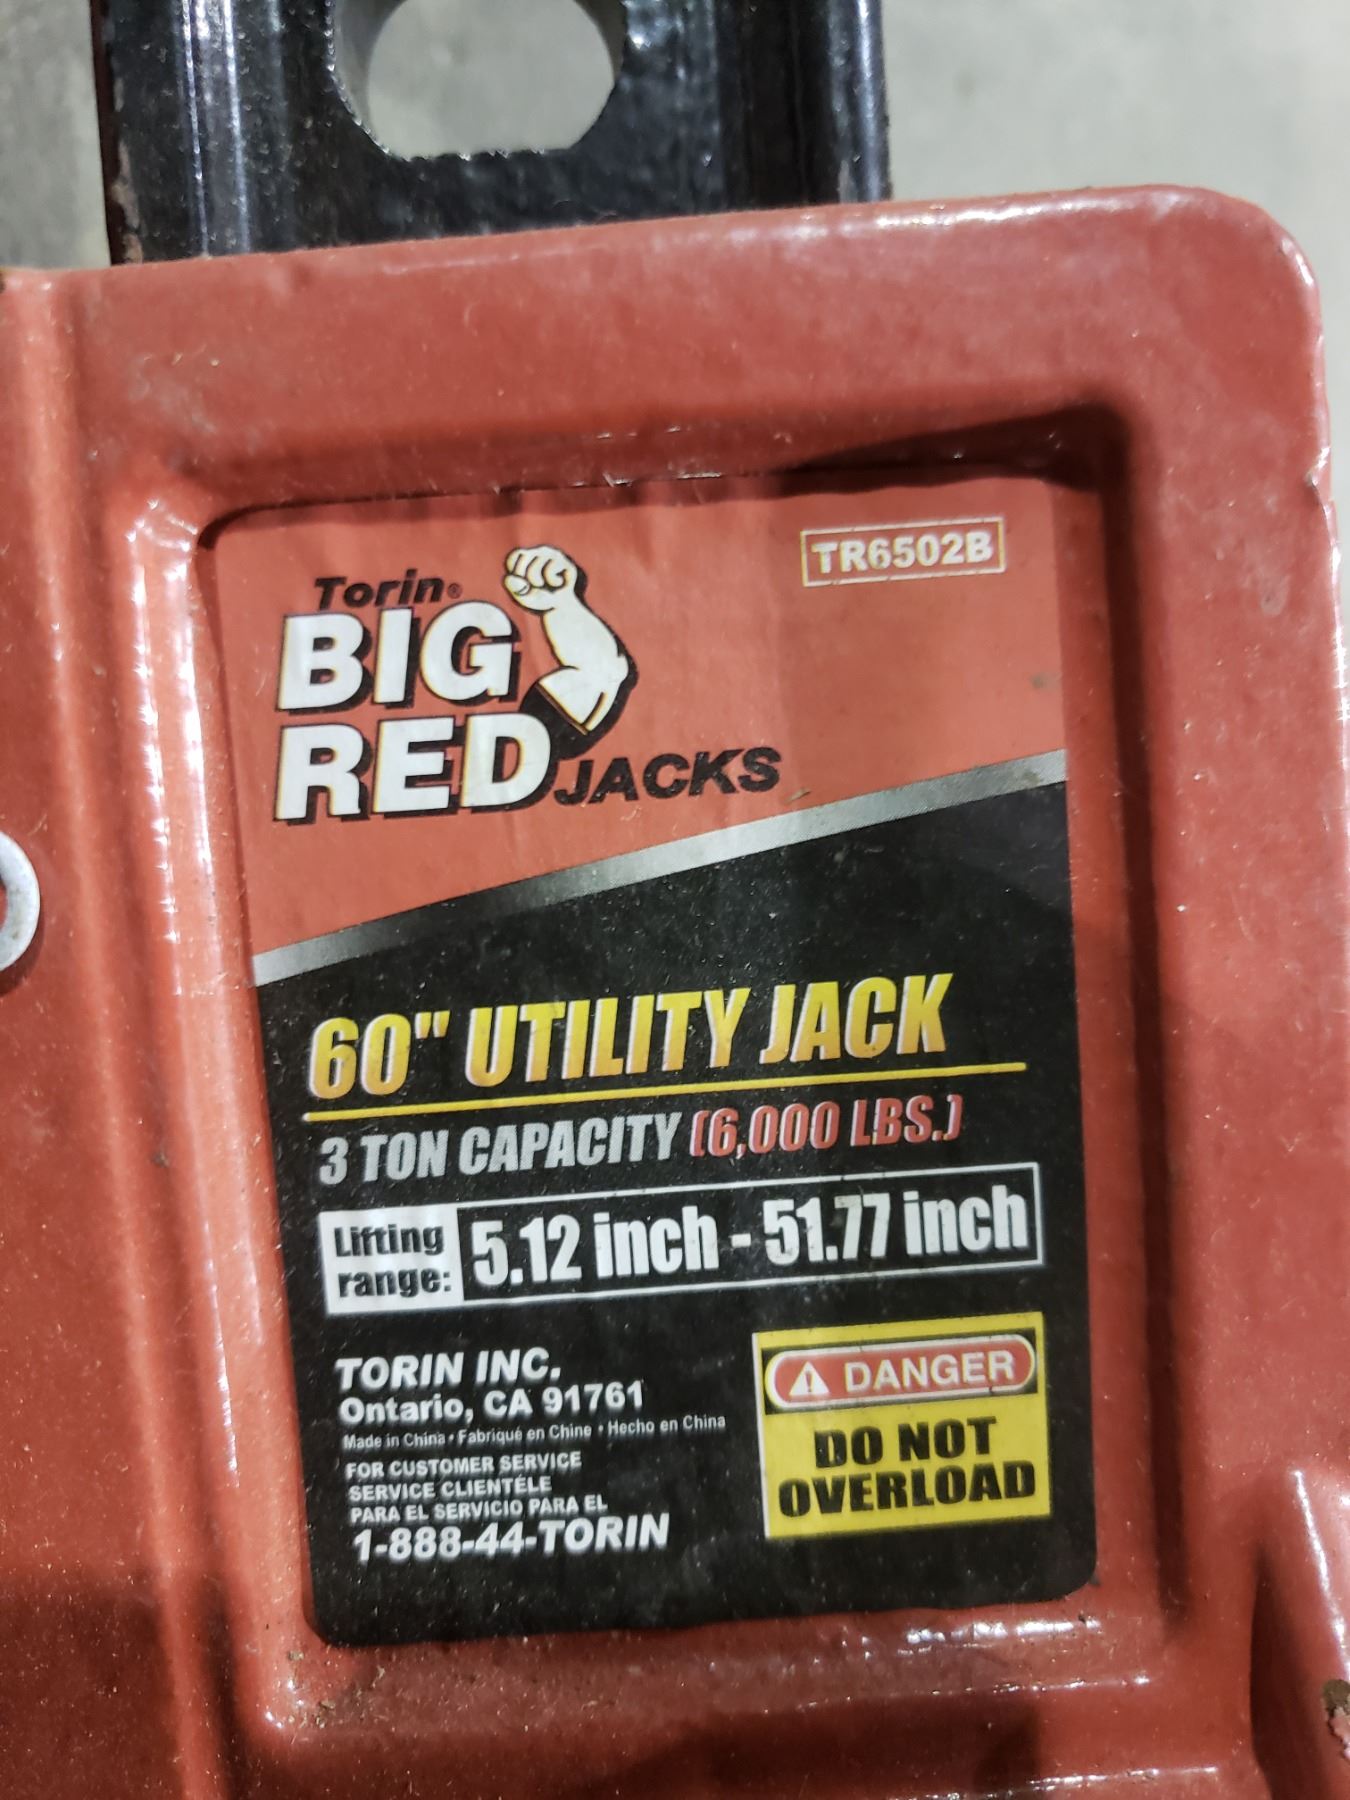 TR6502B
Torin®
BIG
RED JACKS
60" UTILITY JACK
3 TON CAPACITY (6,000 LBS.)
Lifting range: 5.12 inch - 51.77 inch
TORIN INC.
Ontario, CA 91761
Made in China • Fabriqué en Chine • Hecho en China
FOR CUSTOMER SERVICE
SERVICE CLIENTÉLE
PARA EL SERVICIO PARA EL
1-888-44-TORIN
DANGER
DO NOT
OVERLOAD